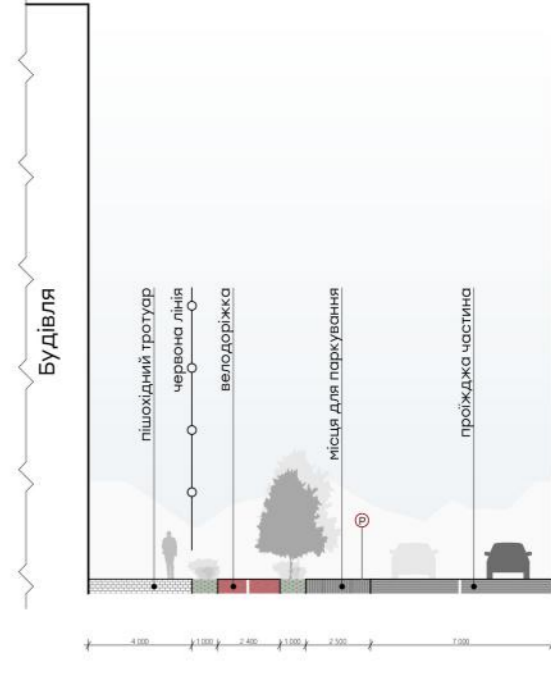 Будівля
пішохідний тротуар
червона лінія
велодоріжка
місця для паркування
проїжджа частина
P
4 000
1 000
2 400
1 000
2 500
7 000